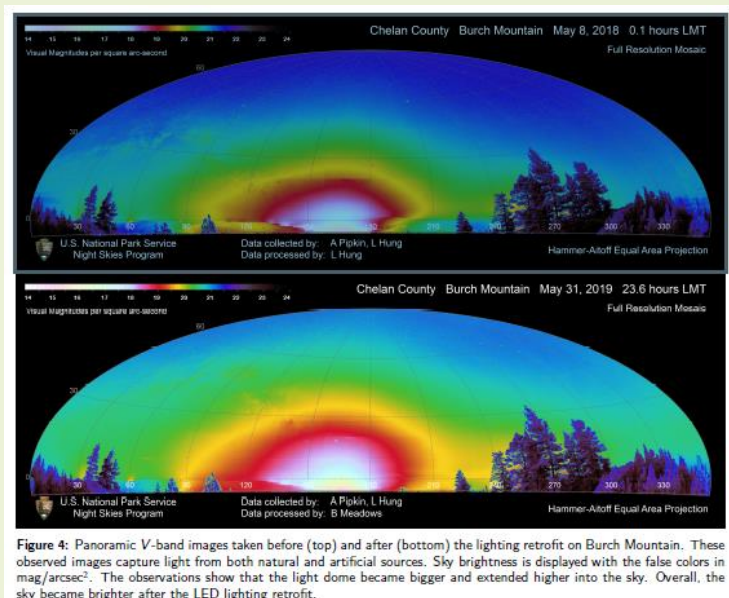 Chelan County Burch Mountain May 8, 2018 0.1 hours LMT
14 15 16 17 18 19 20 21 22 23 24
Visual Magnitudes per square arc-second
Full Resolution Mosaic
60
30
0
30 120 210 240 270 300 330
U.S. National Park Service
Night Skies Program
Data collected by: A Pipkin, L Hung
Data processed by: L Hung
Hammer-Aitoff Equal Area Projection
Chelan County Burch Mountain May 31, 2019 23.6 hours LMT
14 15 16 17 18 19 20 21 22 23 24
Visual Magnitudes per square arc-second
Full Resolution Mosaic
60
30
0
30 120 210 240 270 300 330
U.S. National Park Service
Night Skies Program
Data collected by: A Pipkin, L Hung
Data processed by: B Meadows
Hammer-Aitoff Equal Area Projection
Figure 4: Panoramic V-band images taken before (top) and after (bottom) the lighting retrofit on Burch Mountain. These
observed images capture light from both natural and artificial sources. Sky brightness is displayed with the false colors in
mag/arcsec². The observations show that the light dome became bigger and extended higher into the sky. Overall, the
sky became brighter after the LED lighting retrofit.